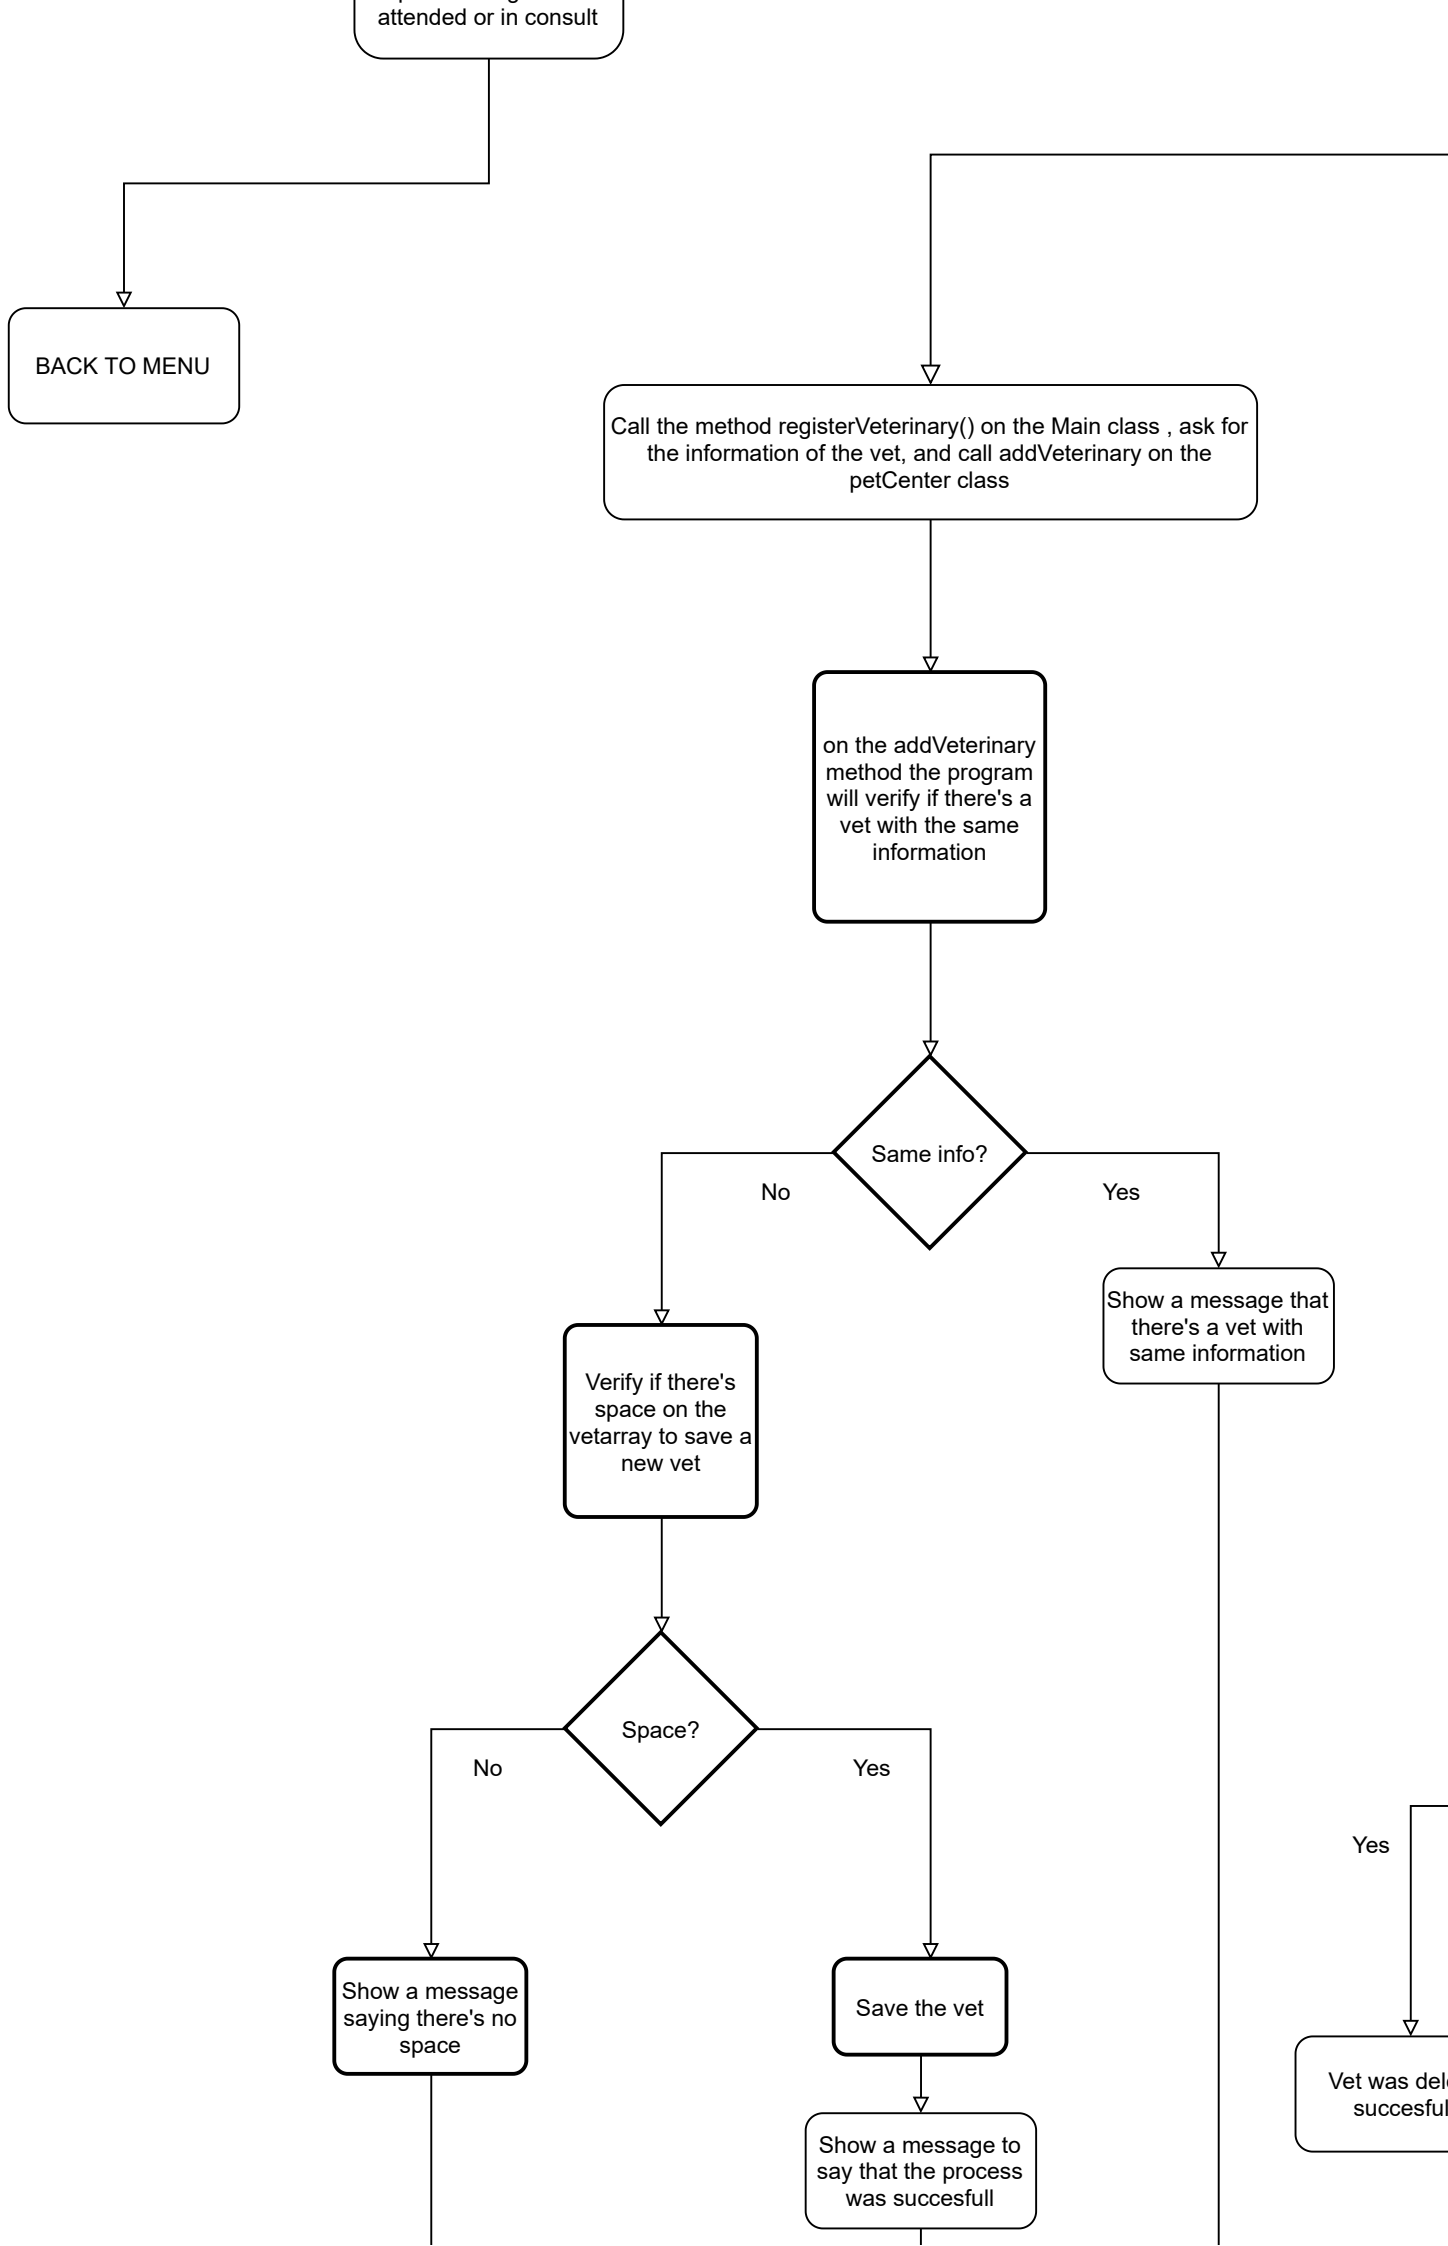 attended or in consult
BACK TO MENU
Call the method registerVeterinary() on the Main class , ask for
the information of the vet, and call addVeterinary on the
petCenter class
on the addVeterinary
method the program
will verify if there's a
vet with the same
information
Same info?
No
Yes
Show a message that
there's a vet with
same information
Verify if there's
space on the
vetarray to save a
new vet
Space?
No
Yes
Yes
Show a message
saying there's no
space
Save the vet
Vet was
Show a message to
say that the process
was succesfull